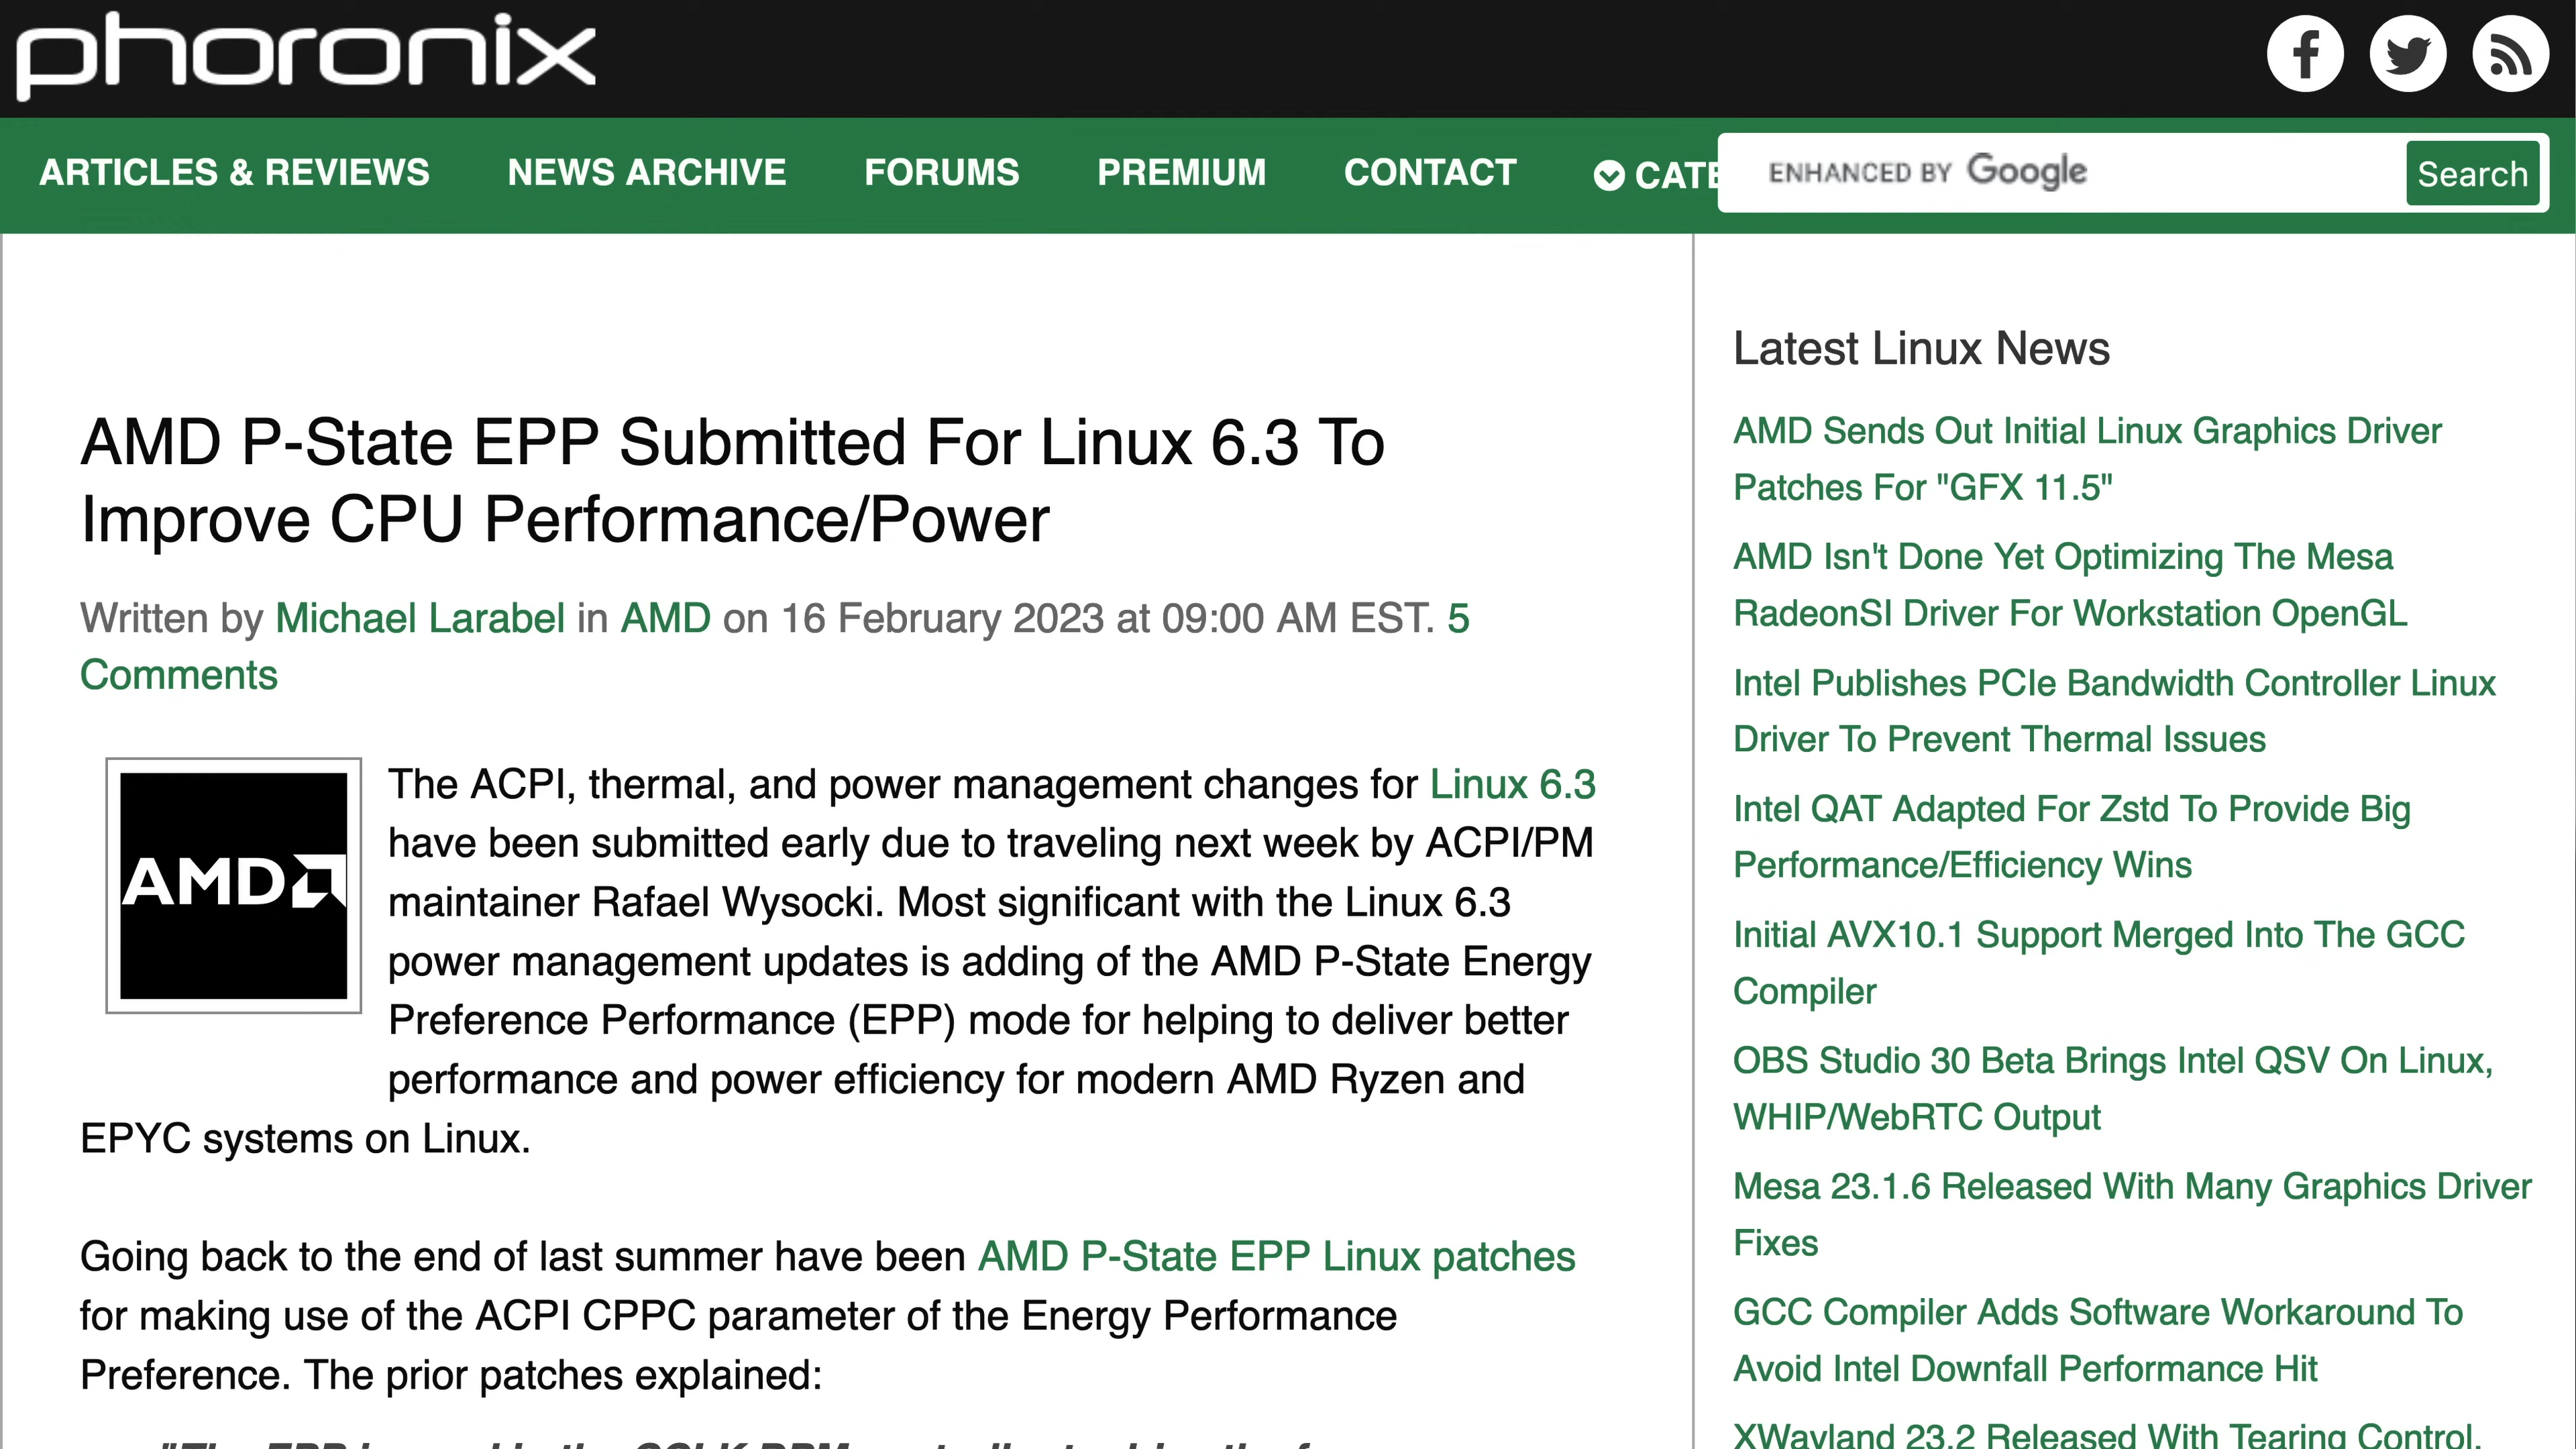 phoronix
ARTICLES & REVIEWS
NEWS ARCHIVE
FORUMS
PREMIUM
CONTACT
CATE
ENHANCED BY Google
Search
AMD P-State EPP Submitted For Linux 6.3 To
Improve CPU Performance/Power
Written by Michael Larabel in AMD on 16 February 2023 at 09:00 AM EST. 5
Comments
AMD
The ACPI, thermal, and power management changes for Linux 6.3
have been submitted early due to traveling next week by ACPI/PM
maintainer Rafael Wysocki. Most significant with the Linux 6.3
power management updates is adding of the AMD P-State Energy
Preference Performance (EPP) mode for helping to deliver better
performance and power efficiency for modern AMD Ryzen and
EPYC systems on Linux.
Going back to the end of last summer have been AMD P-State EPP Linux patches
for making use of the ACPI CPPC parameter of the Energy Performance
Preference. The prior patches explained:
Latest Linux News
AMD Sends Out Initial Linux Graphics Driver
Patches For "GFX 11.5"
AMD Isn't Done Yet Optimizing The Mesa
RadeonSI Driver For Workstation OpenGL
Intel Publishes PCIe Bandwidth Controller Linux
Driver To Prevent Thermal Issues
Intel QAT Adapted For Zstd To Provide Big
Performance/Efficiency Wins
Initial AVX10.1 Support Merged Into The GCC
Compiler
OBS Studio 30 Beta Brings Intel QSV On Linux,
WHIP/WebRTC Output
Mesa 23.1.6 Released With Many Graphics Driver
Fixes
GCC Compiler Adds Software Workaround To
Avoid Intel Downfall Performance Hit
XWayland 23.2 Released With Tearing Control,